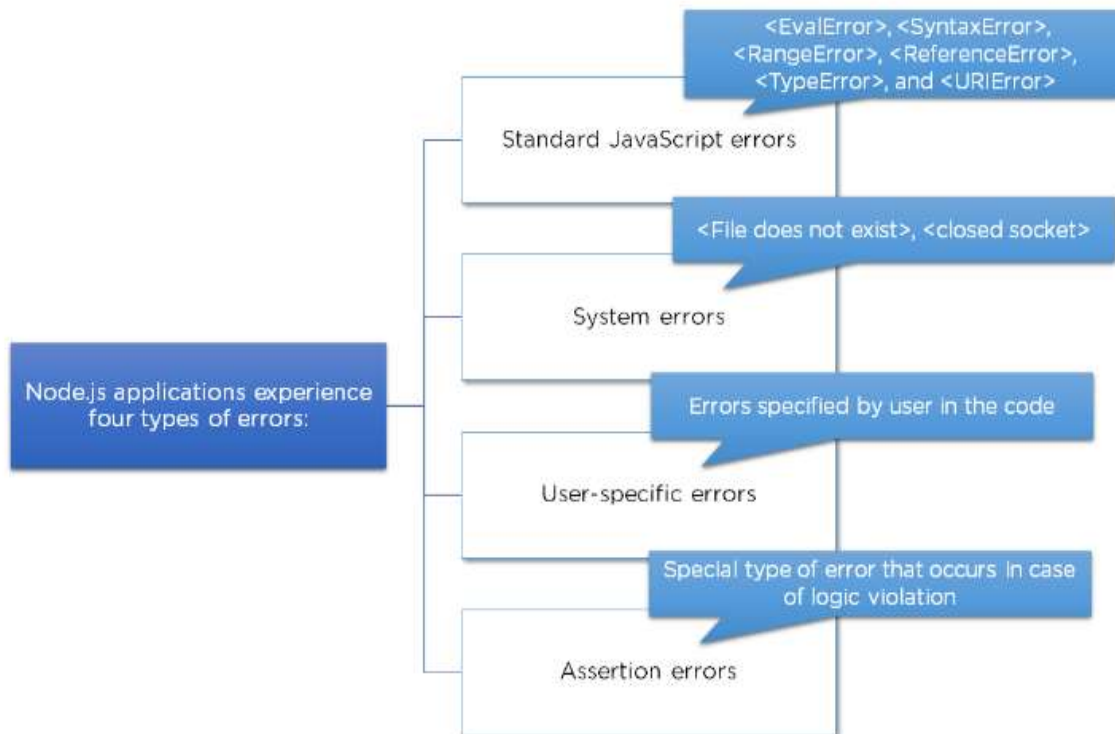 <EvalError>, <SyntaxError>,
<RangeError>, <ReferenceError>,
<TypeError>, and <URIError>
Standard JavaScript errors
<File does not exist>, <closed socket>
System errors
Node.js applications experience
four types of errors:
Errors specified by user in the code
User-specific errors
Special type of error that occurs in case
of logic violation
Assertion errors